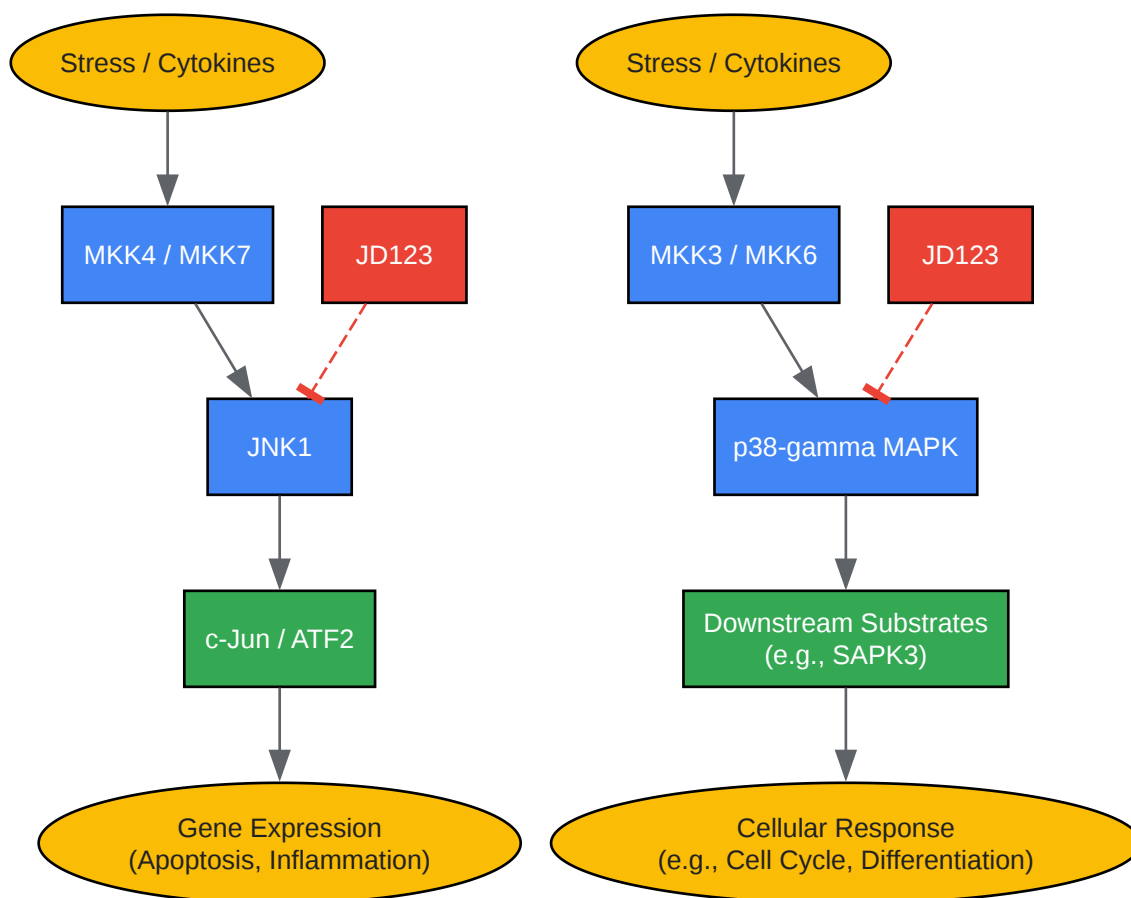 Stress / Cytokines
Stress / Cytokines
MKK4 / MKK7
JD123
MKK3 / MKK6
JD123
JNK1
p38-gamma MAPK
c-Jun / ATF2
Downstream Substrates
(e.g., SAPK3)
Gene Expression
(Apoptosis, Inflammation)
Cellular Response
(e.g., Cell Cycle, Differentiation)